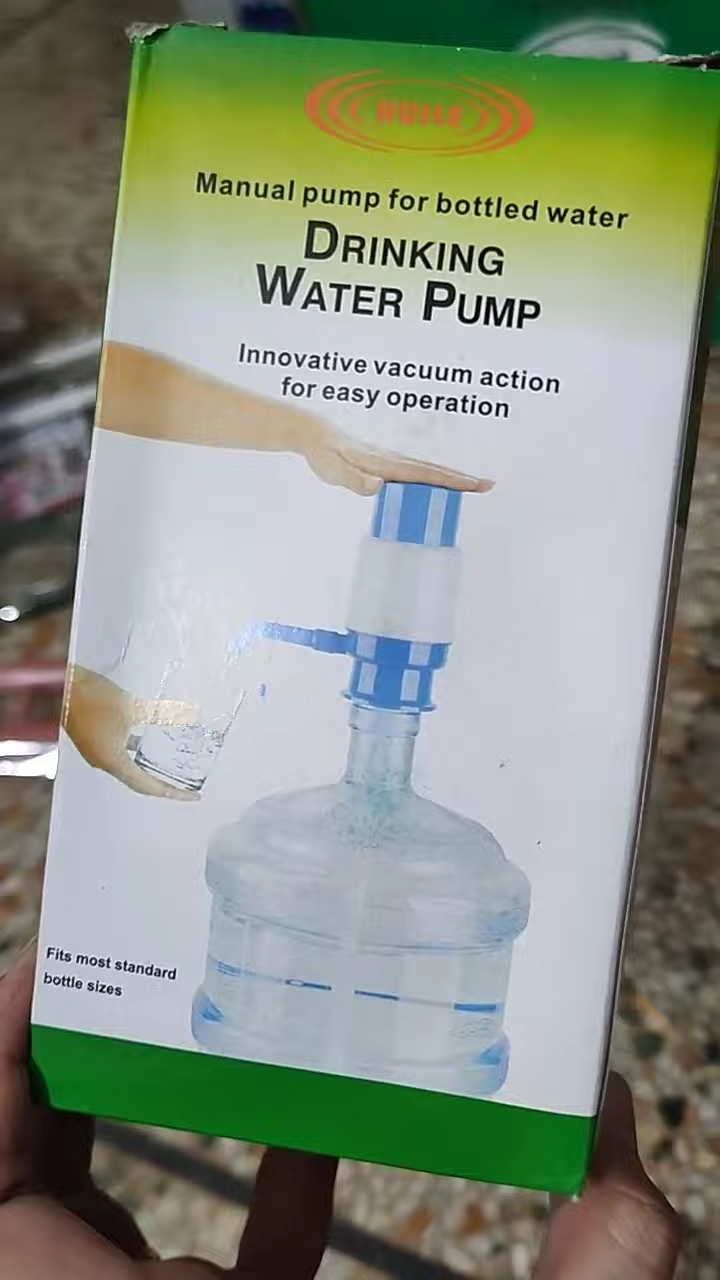 Manual pump for bottled water
DRINKING
WATER PUMP
Innovative vacuum action
for easy operation
Fits most standard
bottle sizes